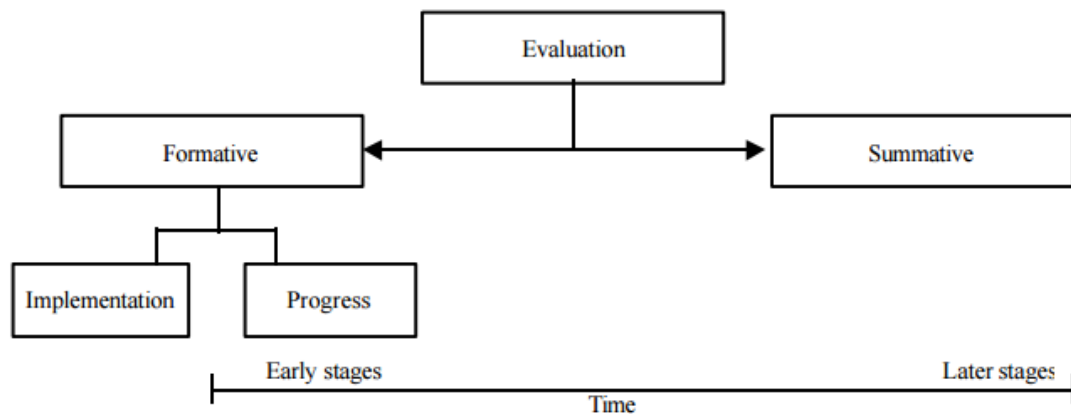 Evaluation
Formative
Summative
Implementation
Progress
Early stages
Later stages
Time